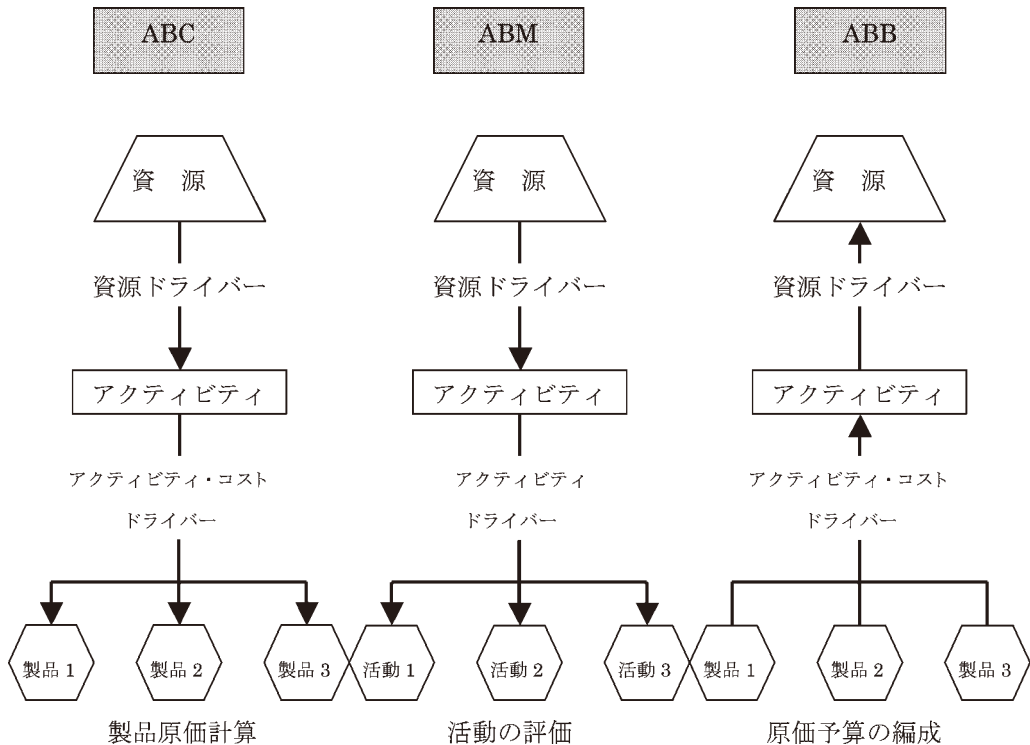 ABC
ABM
ABB
資 源
資 源
資 源
資源ドライバー
資源ドライバー
資源ドライバー
アクティビティ
アクティビティ
アクティビティ
アクティビティ・コスト
ドライバー
アクティビティ
ドライバー
アクティビティ・コスト
ドライバー
製品 1
製品 2
製品 3
活動 1
活動 2
活動 3
製品 1
製品 2
製品 3
製品原価計算
活動の評価
原価予算の編成